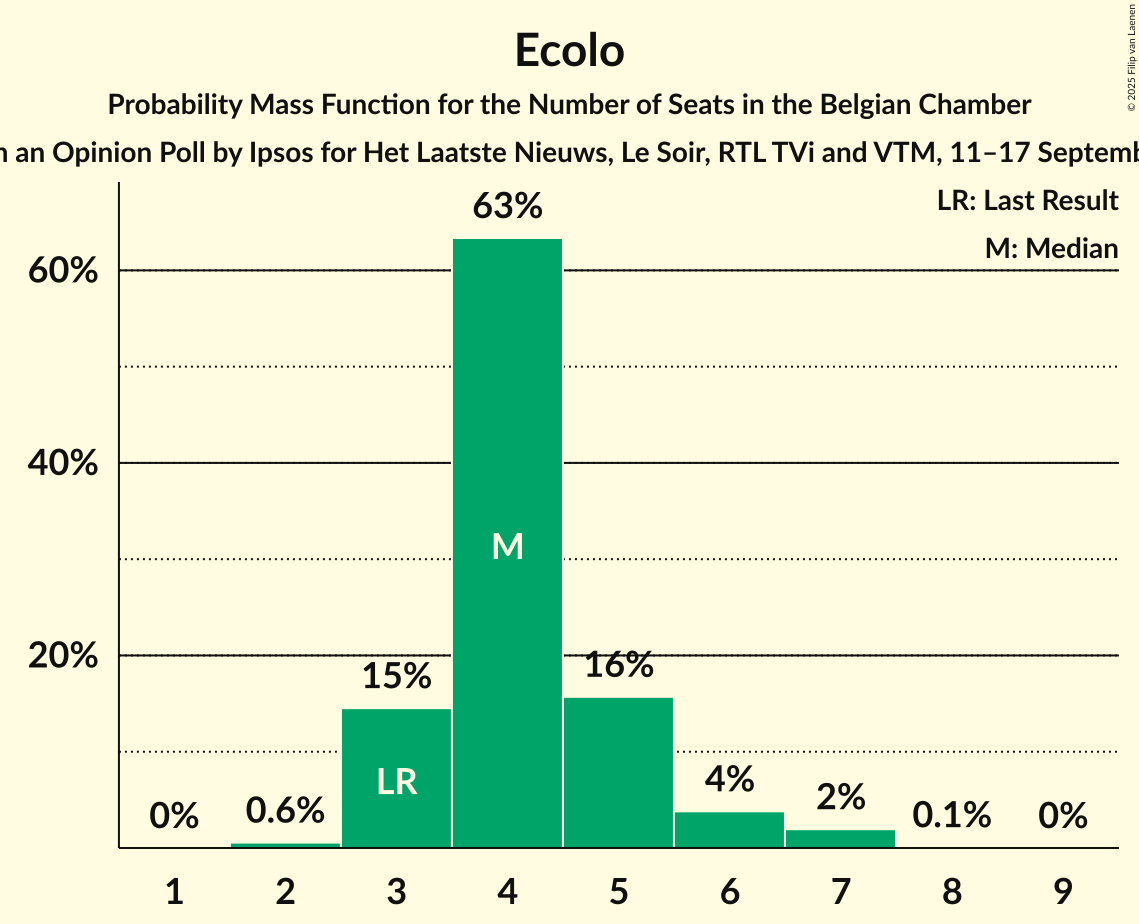 Ecolo
Probability Mass Function for the Number of Seats in the Belgian Chamber
an Opinion Poll by Ipsos for Het Laatste Nieuws, Le Soir, RTL TVi and VTM, 11–17
© 2025 Filip van Laenen
LR: Last Result
M: Median
63%
60%
40%
M
20%
15%
16%
LR
4%
2%
0%
0.6%
0.1%
0%
1 2 3 4 5 6 7 8 9